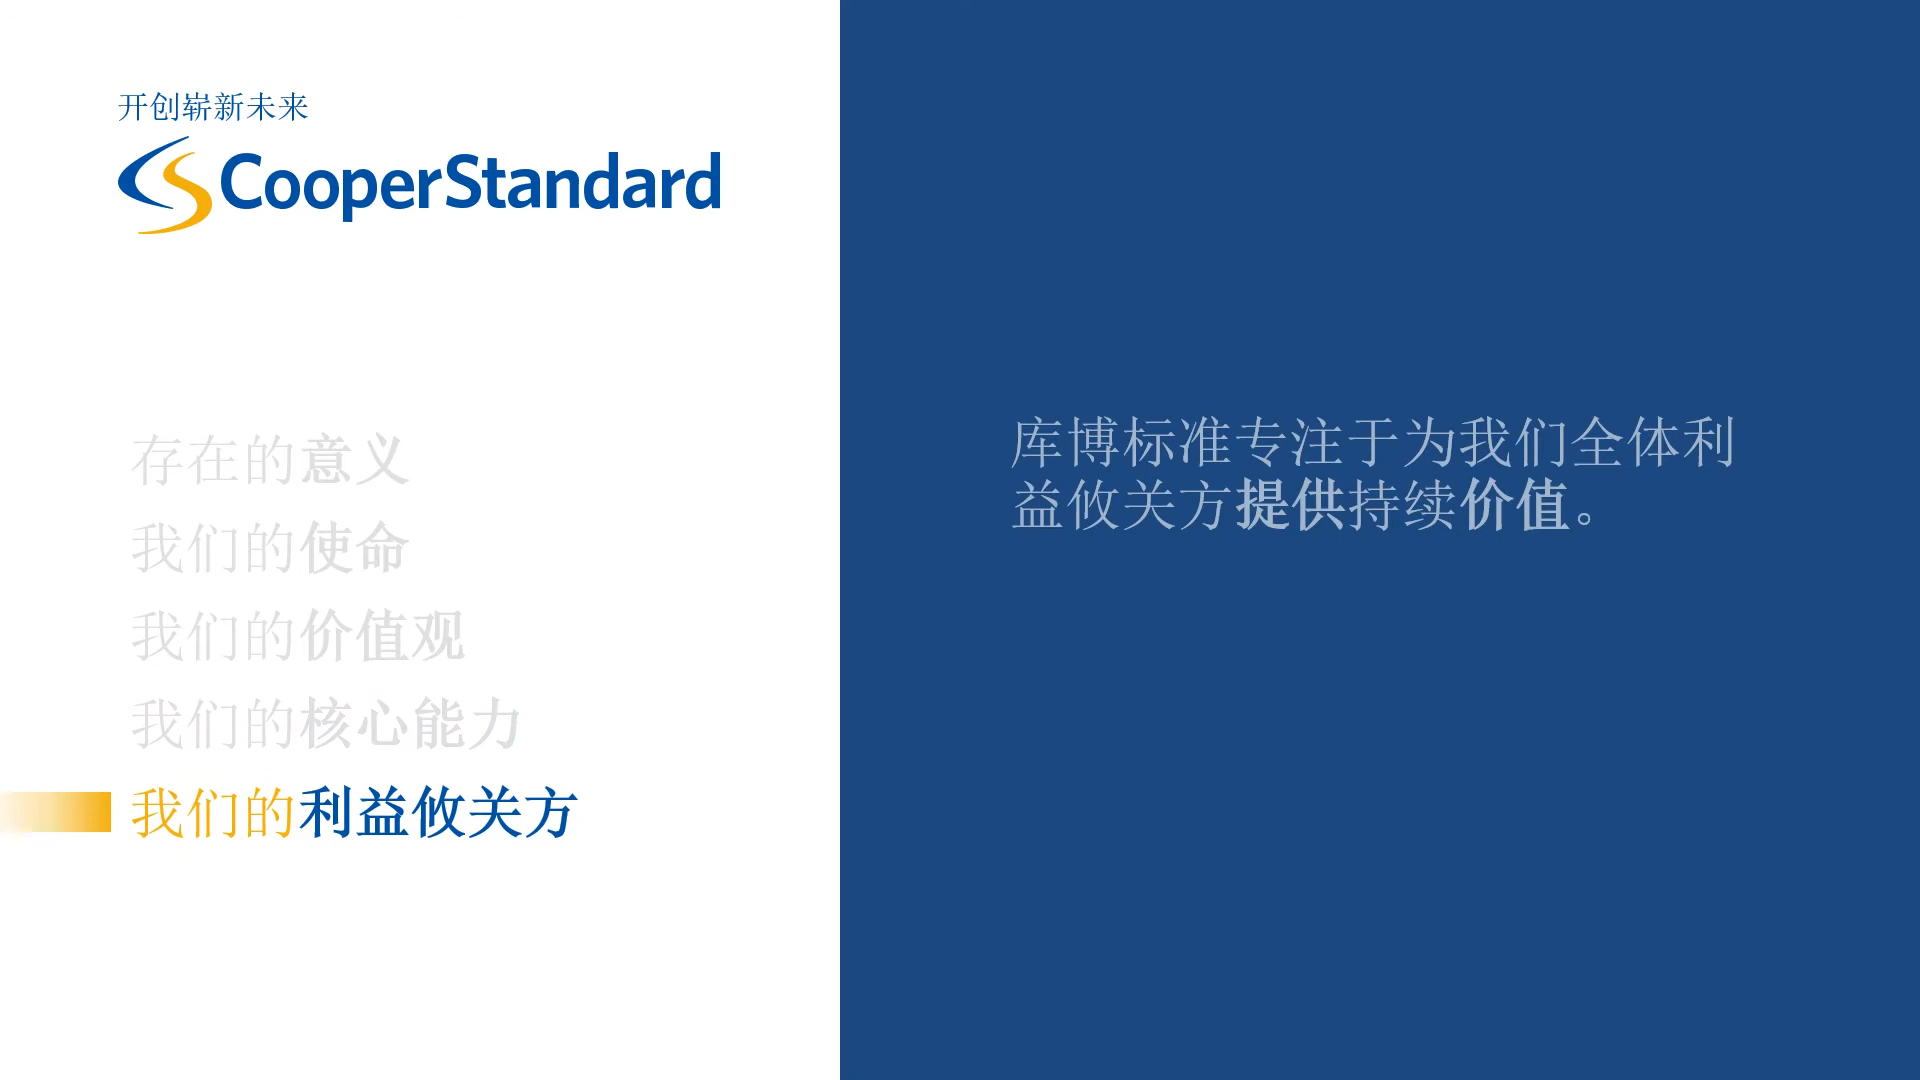 开创崭新未来
CooperStandard
存在的意义
我们的使命
我们的价值观
我们的核心能力
我们的利益攸关方
库博标准专注于为我们全体利
益攸关方提供持续价值。